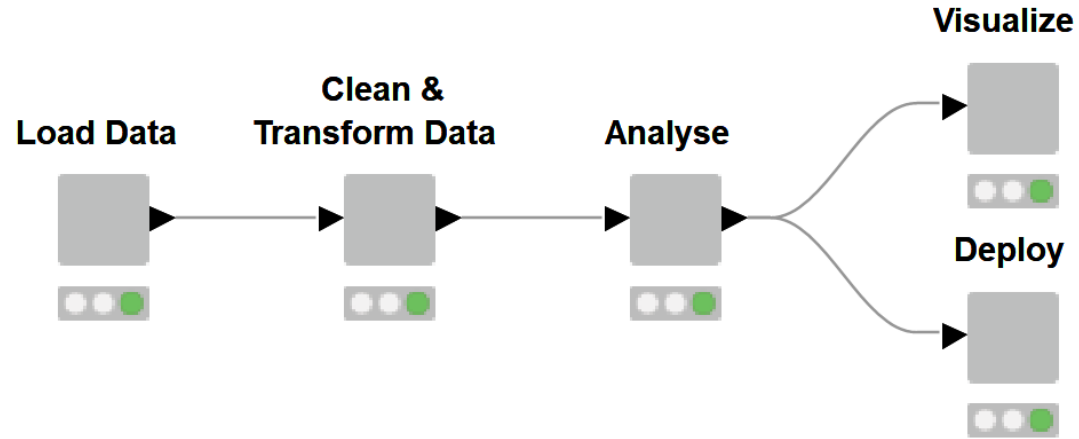 Load Data
Clean &
Transform Data
Analyse
Visualize
Deploy